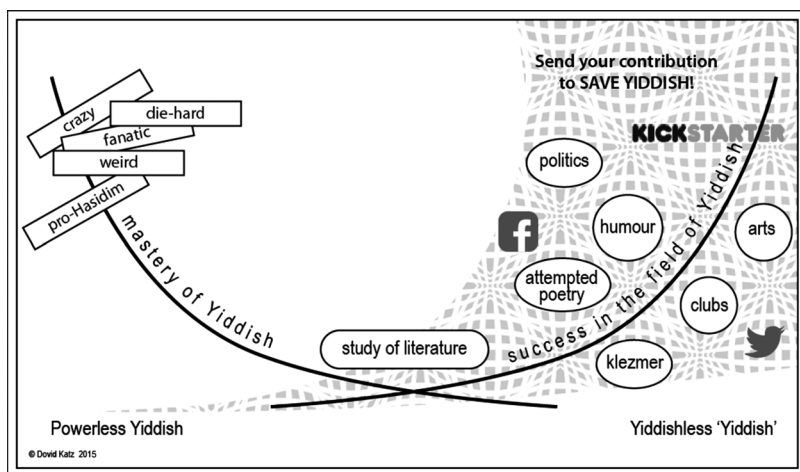 Send your contribution
to SAVE YIDDISH!
crazy
die-hard
fanatic
weird
pro-Hasidim
KICKSTARTER
politics
humour
arts
attempted
poetry
clubs
mastery of Yiddish
success in the field of Yiddish
study of literature
klezmer
Powerless Yiddish
Yiddishless ‘Yiddish’
© Dovid Katz 2015